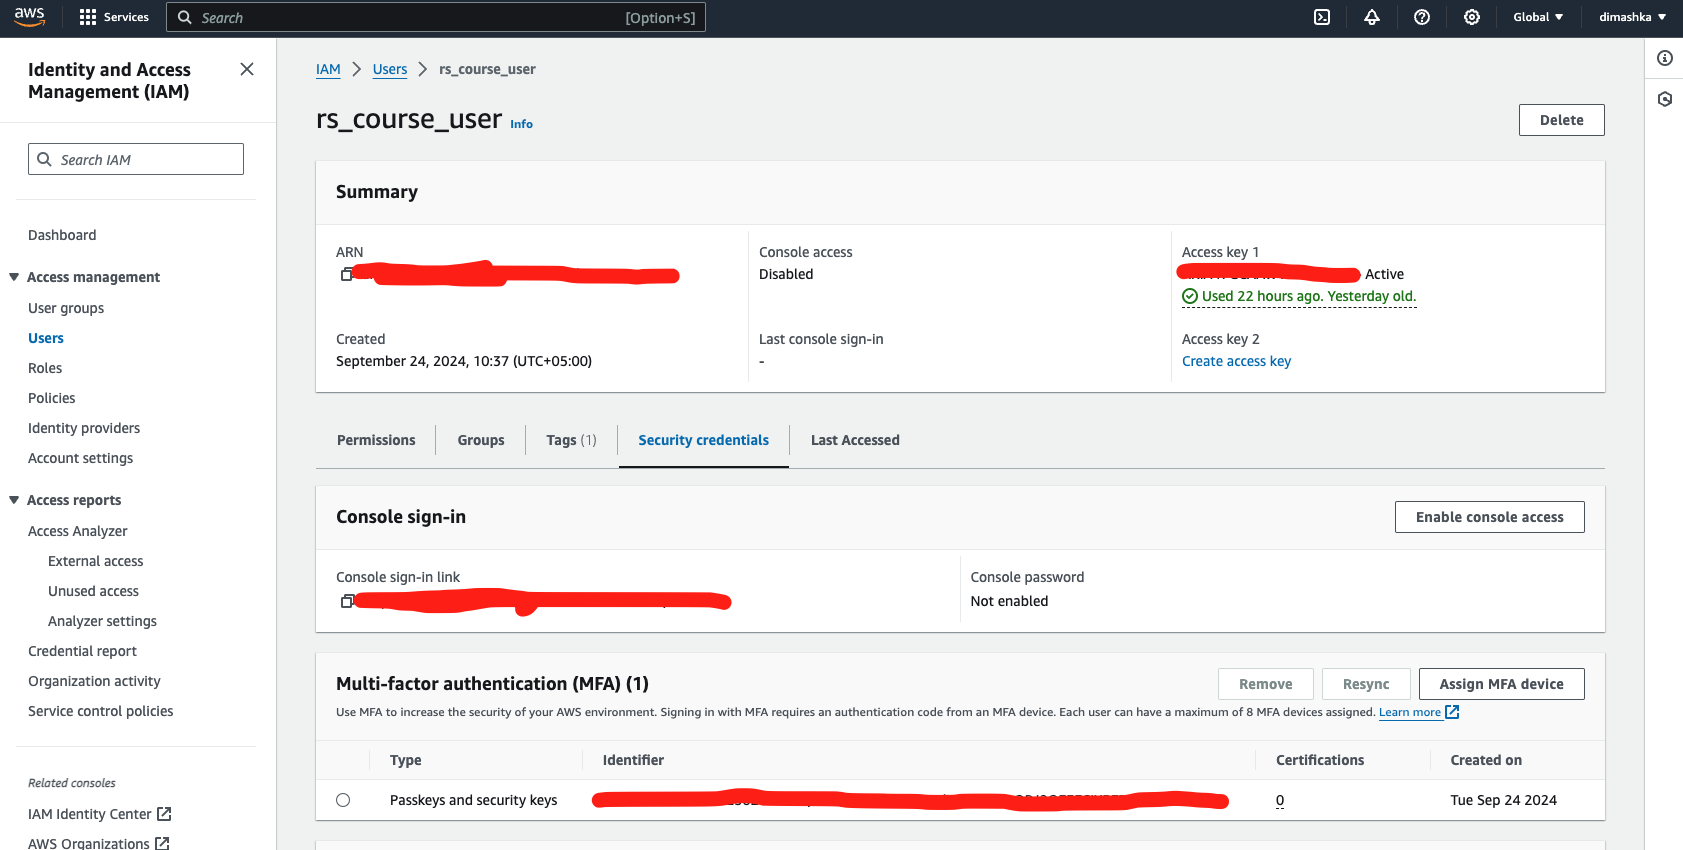 aws
Services
Search
[Option+S]
Global
dimashka
Identity and Access
Management (IAM)
Search IAM
Dashboard
Access management
User groups
Users
Roles
Policies
Identity providers
Account settings
Access reports
Access Analyzer
External access
Unused access
Analyzer settings
Credential report
Organization activity
Service control policies
Related consoles
IAM Identity Center
AWS Organizations
IAM
Users
rs_course_user
rs_course_user Info
Delete
Summary
ARN
Console access
Disabled
Access key 1
Active
Used 22 hours ago. Yesterday old.
Created
September 24, 2024, 10:37 (UTC+05:00)
Last console sign-in
-
Access key 2
Create access key
Permissions
Groups
Tags (1)
Security credentials
Last Accessed
Console sign-in
Enable console access
Console sign-in link
Console password
Not enabled
Multi-factor authentication (MFA) (1)
Remove
Resync
Assign MFA device
Use MFA to increase the security of your AWS environment. Signing in with MFA requires an authentication code from an MFA device. Each user can have a maximum of 8 MFA devices assigned. Learn more
Type
Identifier
Certifications
Created on
Passkeys and security keys
0
Tue Sep 24 2024